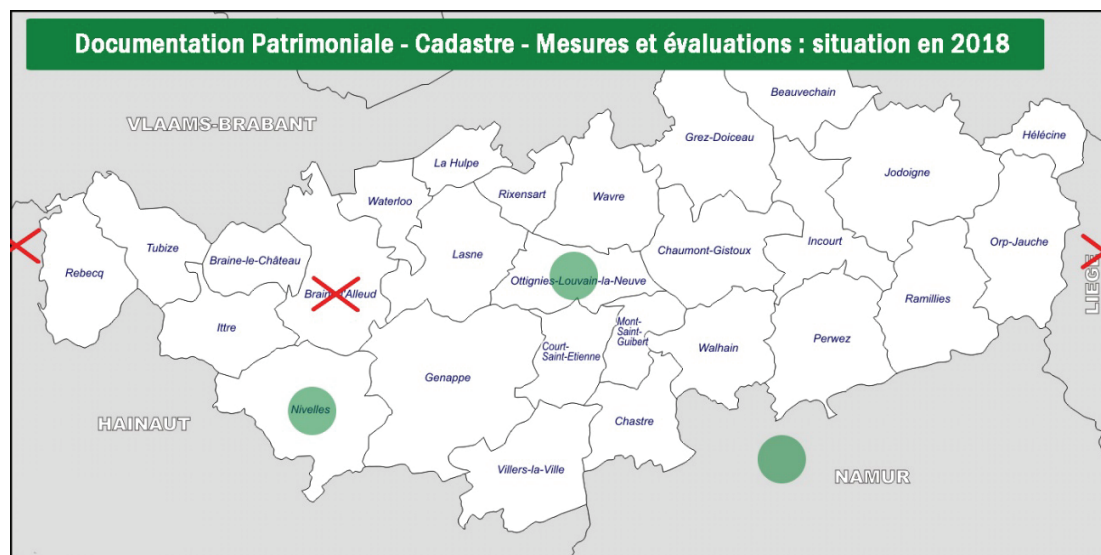 Documentation Patrimoniale - Cadastre - Mesures et évaluations : situation en 2018
Beauvechain
VLAAMS-BRABANT
Grez-Doiceau
Hélécine
La Hulpe
Jodoigne
Rixensart
Wavre
Waterloo
Tubize
Incourt
Orp-Jauche
Chaumont-Gistoux
Lasne
Braine-le-Château
Rebecq
LIEGE
Ottignies-Louvain-la-Neuve
Braine-l'Alleud
Ramillies
Ittre
Mont-
Saint-
Guibert
Perwez
Court-
Saint-Etienne
Walhain
Genappe
Nivelles
HAINAUT
Chastre
Villers-la-Ville
NAMUR